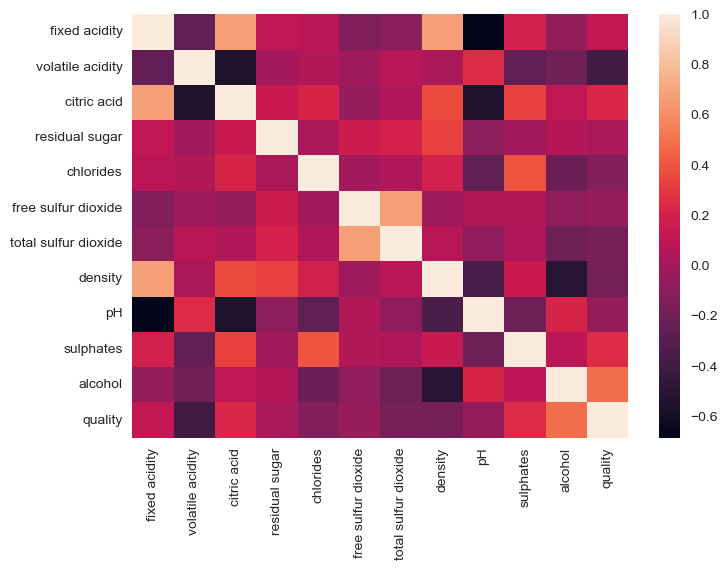 fixed acidity
volatile acidity
citric acid
residual sugar
chlorides
free sulfur dioxide
total sulfur dioxide
density
pH
sulphates
alcohol
quality
fixed acidity
volatile acidity
citric acid
residual sugar
chlorides
free sulfur dioxide
total sulfur dioxide
density
pH
sulphates
alcohol
quality
1.0
0.8
0.6
0.4
0.2
0.0
−0.2
−0.4
−0.6